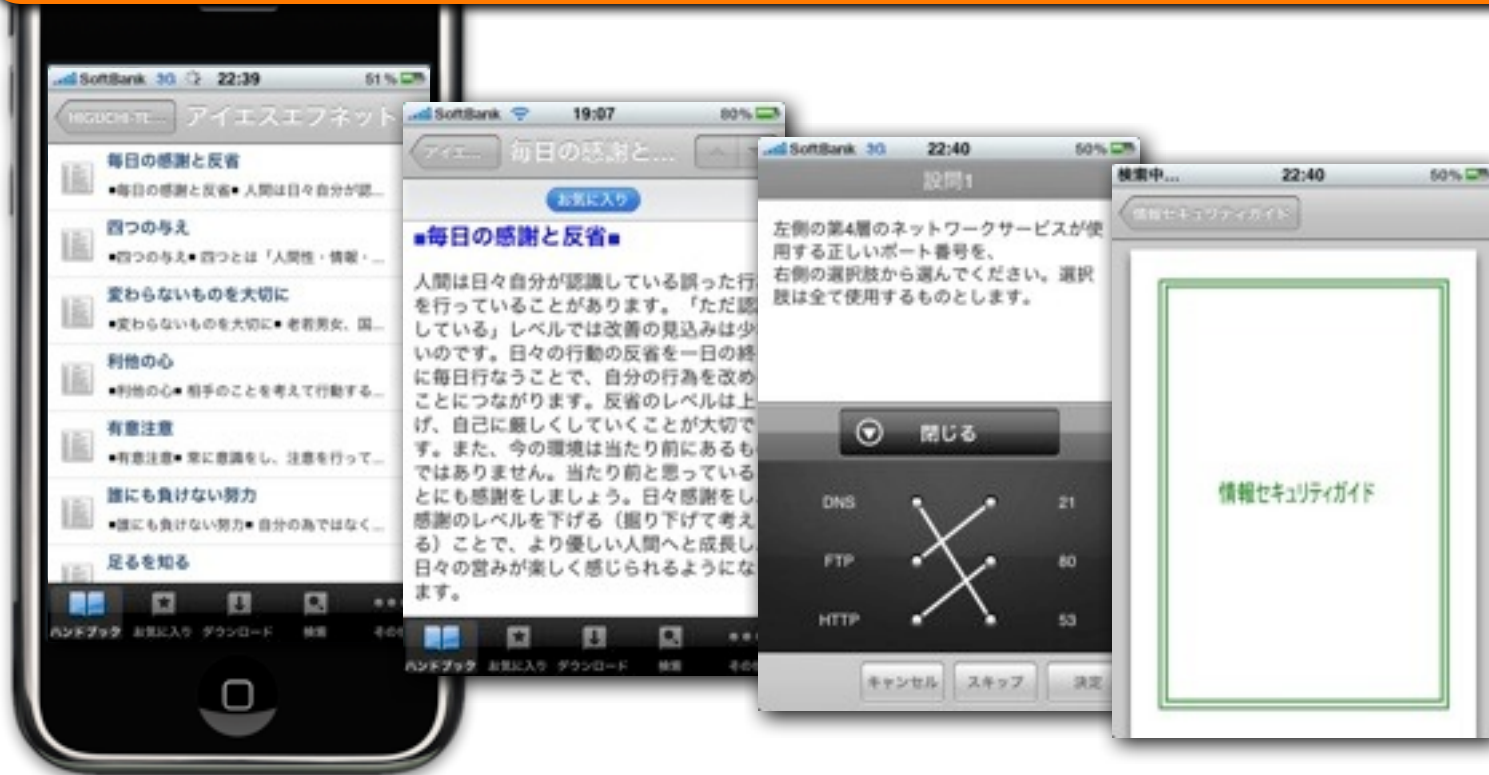 SoftBank 3G 22:39 51%
HIGUCHI-TE... アイエスエフネット
毎日の感謝と反省
■毎日の感謝と反省■ 人間は日々自分が認...
四つの与え
■四つの与え■ 四つとは「人間性・情報・...
変わらないものを大切に
■変わらないものを大切に■ 老若男女、国...
利他の心
■利他の心■ 相手のことを考えて行動する...
有意注意
■有意注意■ 常に意識をし、注意を行って...
誰にも負けない努力
■誰にも負けない努力■ 自分の為ではなく...
足るを知る
ハンドブック お気に入り ダウンロード 検索 その
SoftBank 19:07 80%
アイエ... 毎日の感謝と...
お気に入り
■毎日の感謝と反省■
人間は日々自分が認識している誤った行
を行っていることがあります。「ただ認
している」レベルでは改善の見込みは少
いのです。日々の行動の反省を一日の終
に毎日行なうことで、自分の行為を改め
ことにつながります。反省のレベルは上
げ、自己に厳しくしていくことが大切で
す。また、今の環境は当たり前にあるも
ではありません。当たり前と思っている
とにも感謝をしましょう。日々感謝をし
感謝のレベルを下げる（掘り下げて考え
る）ことで、より優しい人間へと成長し
日々の営みが楽しく感じられるようにな
ます。
ハンドブック お気に入り ダウンロード 検索 その
SoftBank 3G 22:40 50%
設問1
左側の第4層のネットワークサービスが使
用する正しいポート番号を、
右側の選択肢から選んでください。選択
肢は全て使用するものとします。
閉じる
DNS 21
FTP 80
HTTP 53
キャンセル スキップ 決定
検索中... 22:40 50%
情報セキュリティガイド
情報セキュリティガイド